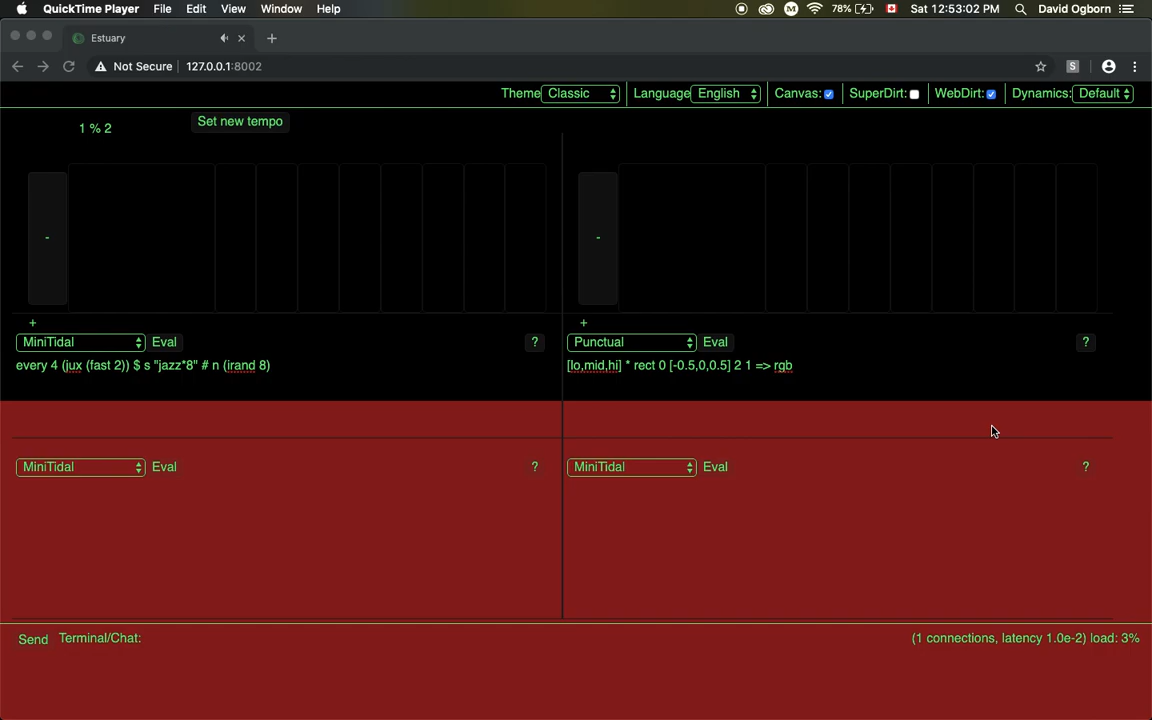 QuickTime Player File Edit View Window Help 78% Sat 12:53:02 PM David Ogborn
Estuary
Not Secure 127.0.0.1:8002
Theme Classic Language English Canvas: SuperDirt: WebDirt: Dynamics: Default
1 % 2 Set new tempo
- -
+ +
MiniTidal Eval ? Punctual Eval ?
every 4 (jux (fast 2)) $ s "jazz*8" # n (irand 8) [lo,mid,hi] * rect 0 [-0.5,0,0.5] 2 1 => rgb
MiniTidal Eval ? MiniTidal Eval ?
Send Terminal/Chat: (1 connections, latency 1.0e-2) load: 3%